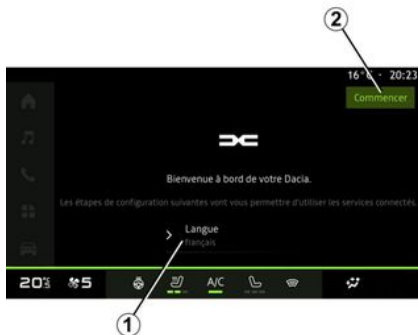 2
16°C · 20:23
Commencer
Bienvenue à bord de votre Dacia.
Les étapes de configuration suivantes vont vous permettre d'utiliser les services connectés.
Langue
français
20
5
A/C
1